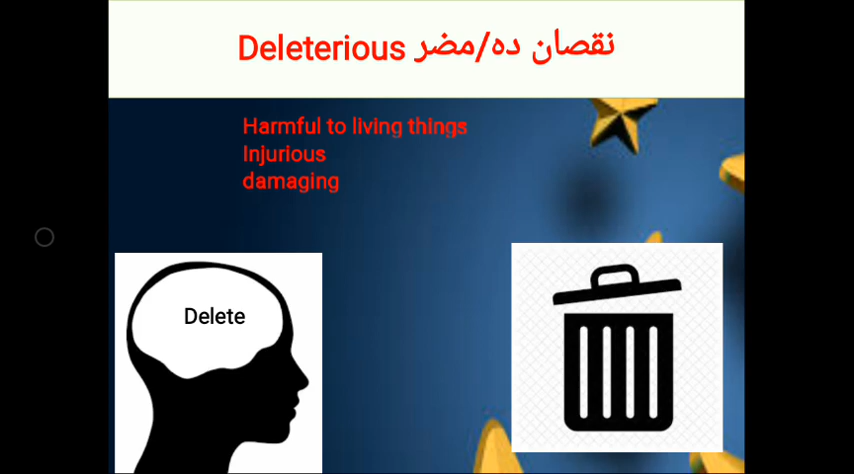 Deleterious نقصان ده/مضر
Harmful to living things
Injurious
damaging
Delete